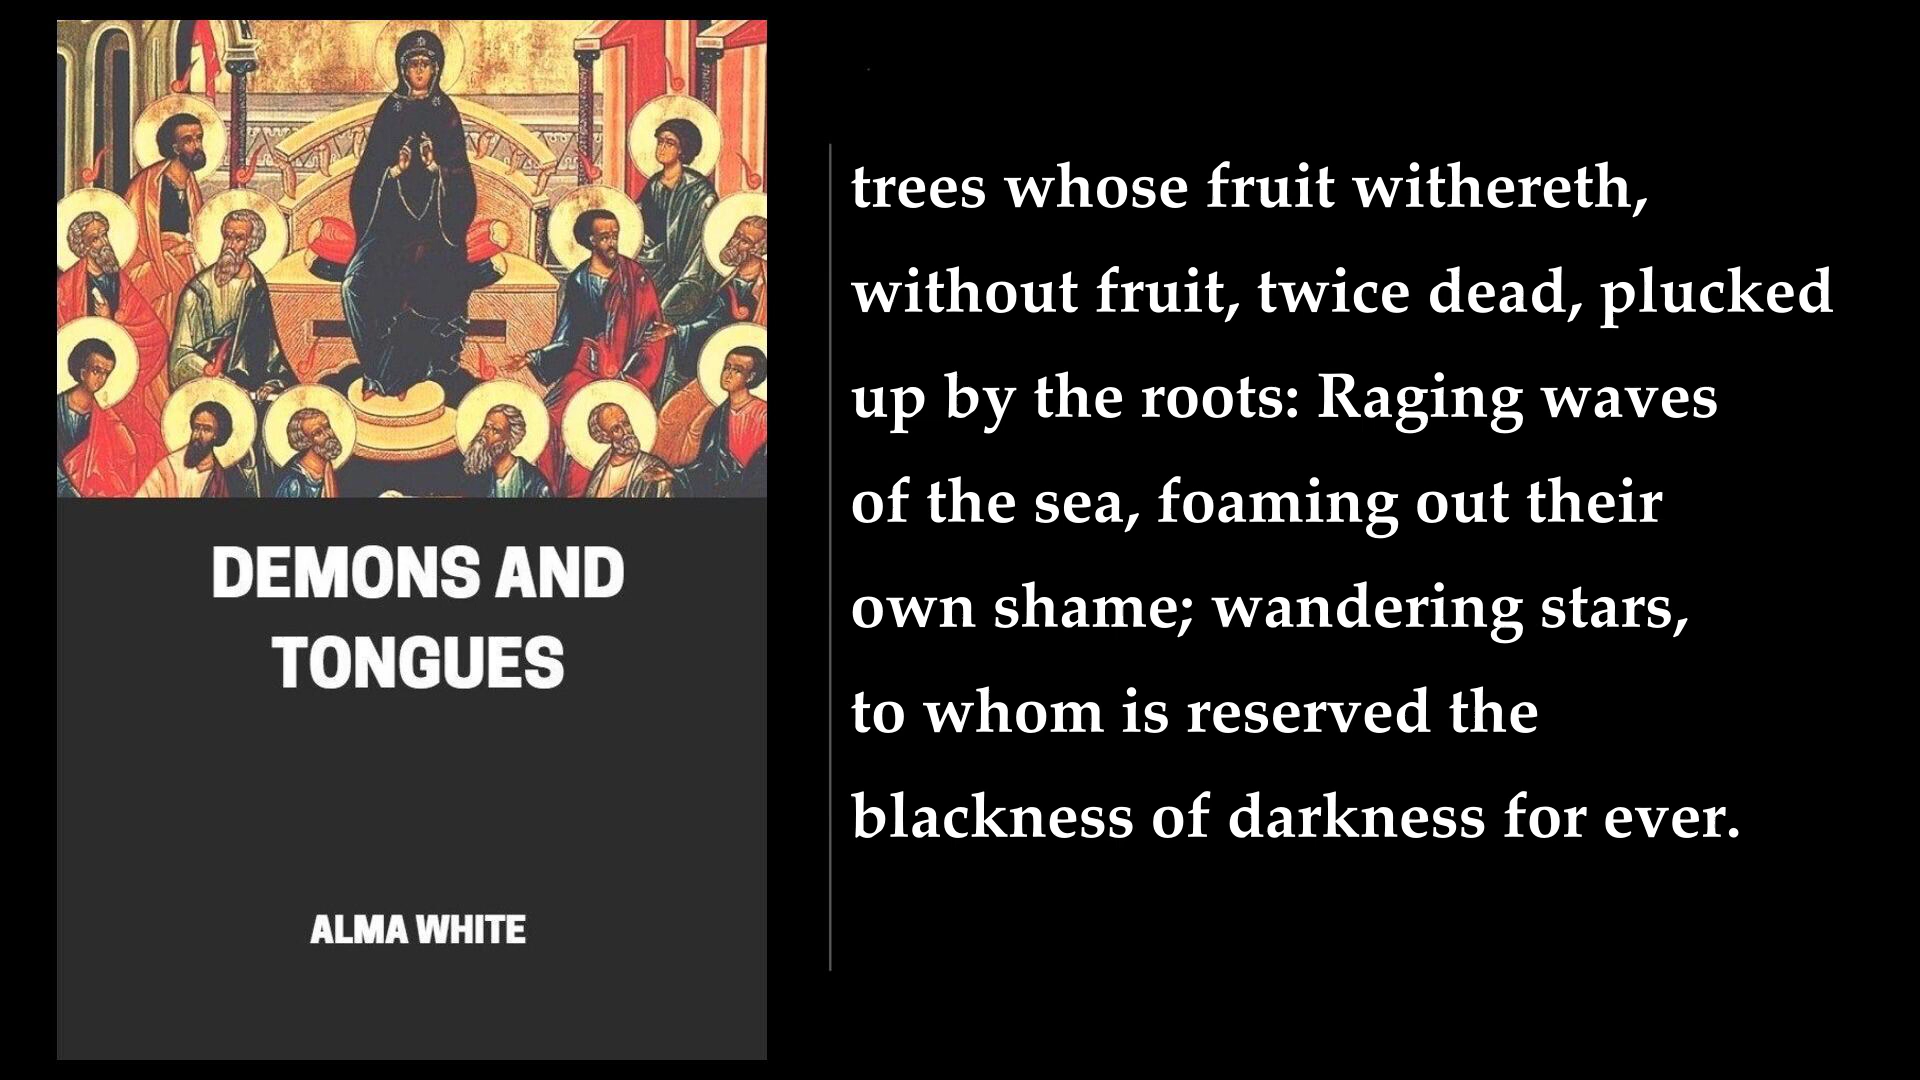 DEMONS AND
TONGUES
ALMA WHITE
trees whose fruit withereth,
without fruit, twice dead, plucked
up by the roots: Raging waves
of the sea, foaming out their
own shame; wandering stars,
to whom is reserved the
blackness of darkness for ever.